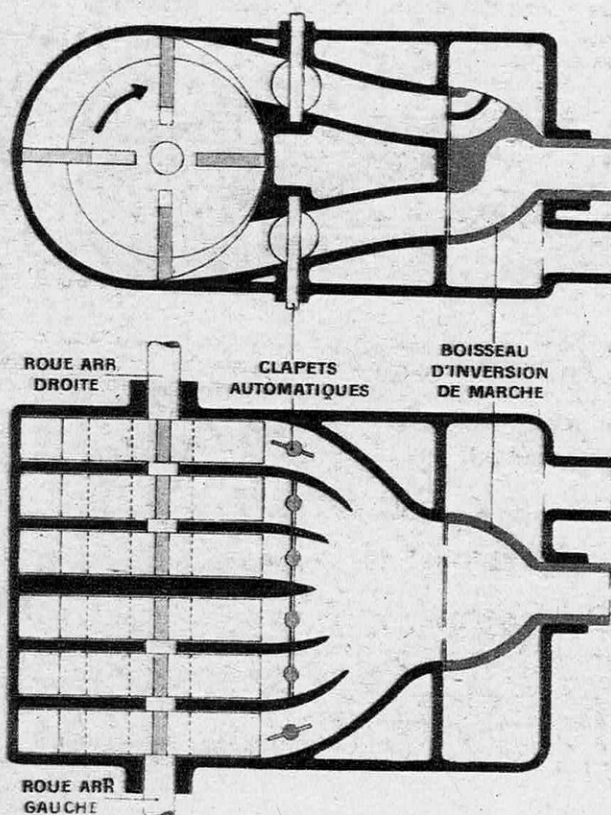 ROUE ARR
DROITE
CLAPETS
AUTOMATIQUES
BOISSEAU
D'INVERSION
DE MARCHE
ROUE ARR
GAUCHE